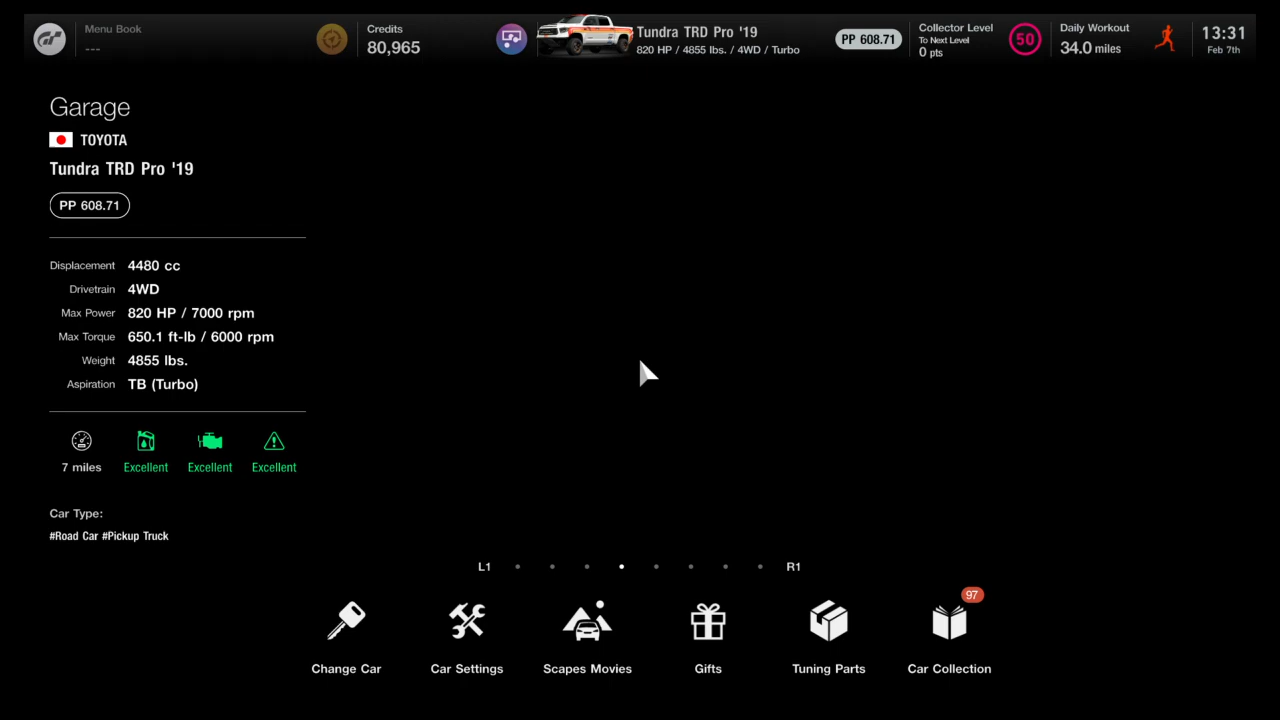 Menu Book
---
Credits
80,965
Tundra TRD Pro '19
820 HP / 4855 lbs. / 4WD / Turbo
PP 608.71
Collector Level
To Next Level
0 pts
50
Daily Workout
34.0 miles
13:31
Feb 7th
Garage
TOYOTA
Tundra TRD Pro '19
PP 608.71
Displacement 4480 cc
Drivetrain 4WD
Max Power 820 HP / 7000 rpm
Max Torque 650.1 ft-lb / 6000 rpm
Weight 4855 lbs.
Aspiration TB (Turbo)
7 miles Excellent Excellent Excellent
Car Type:
#Road Car #Pickup Truck
L1 R1
97
Change Car Car Settings Scapes Movies Gifts Tuning Parts Car Collection